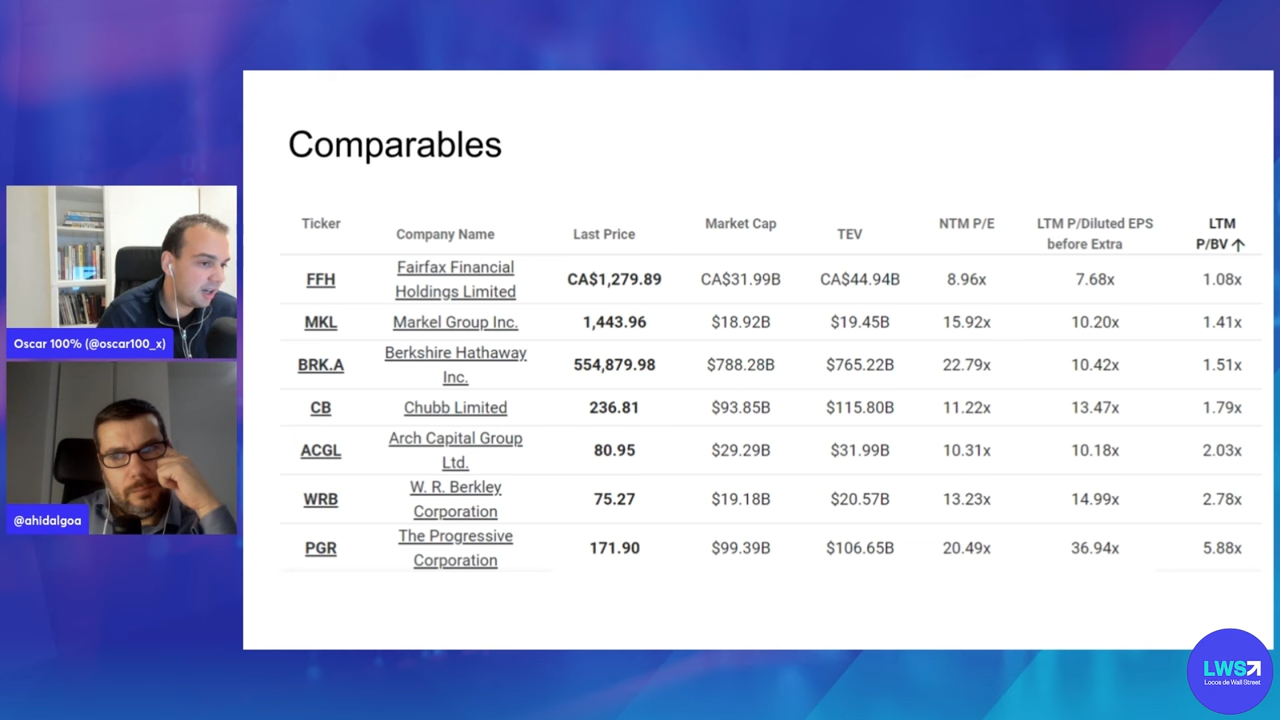 Comparables
Ticker Company Name Last Price Market Cap TEV NTM P/E LTM P/Diluted EPS before Extra LTM P/BV ↑
FFH Fairfax Financial Holdings Limited CA$1,279.89 CA$31.99B CA$44.94B 8.96x 7.68x 1.08x
MKL Markel Group Inc. 1,443.96 $18.92B $19.45B 15.92x 10.20x 1.41x
BRK.A Berkshire Hathaway Inc. 554,879.98 $788.28B $765.22B 22.79x 10.42x 1.51x
CB Chubb Limited 236.81 $93.85B $115.80B 11.22x 13.47x 1.79x
ACGL Arch Capital Group Ltd. 80.95 $29.29B $31.99B 10.31x 10.18x 2.03x
WRB W. R. Berkley Corporation 75.27 $19.18B $20.57B 13.23x 14.99x 2.78x
PGR The Progressive Corporation 171.90 $99.39B $106.65B 20.49x 36.94x 5.88x
Oscar 100% (@oscar100_x)
@ahidalgoa
LWS
Locos de Wall Street